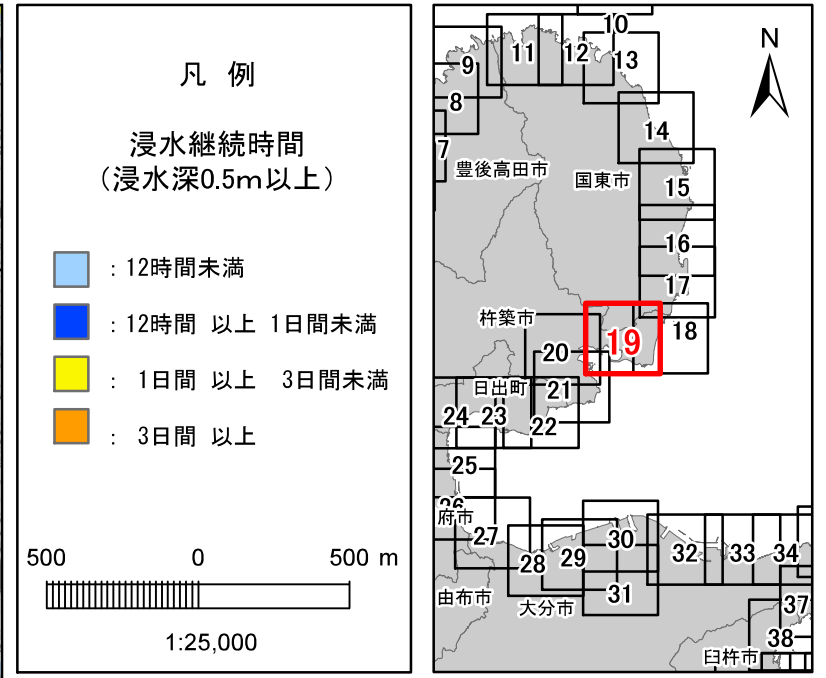 凡 例
浸水継続時間
（浸水深0.5m以上）
：12時間未満
：12時間 以上 1日間未満
： 1日間 以上 3日間未満
： 3日間 以上
500 0 500 m
1:25,000
N
10
11
12
13
9
8
7
14
豊後高田市
国東市
15
16
17
杵築市
19
18
20
日出町
21
24
23
22
25
26
府市
27
28
29
30
31
32
33
34
由布市
大分市
37
38
臼杵市